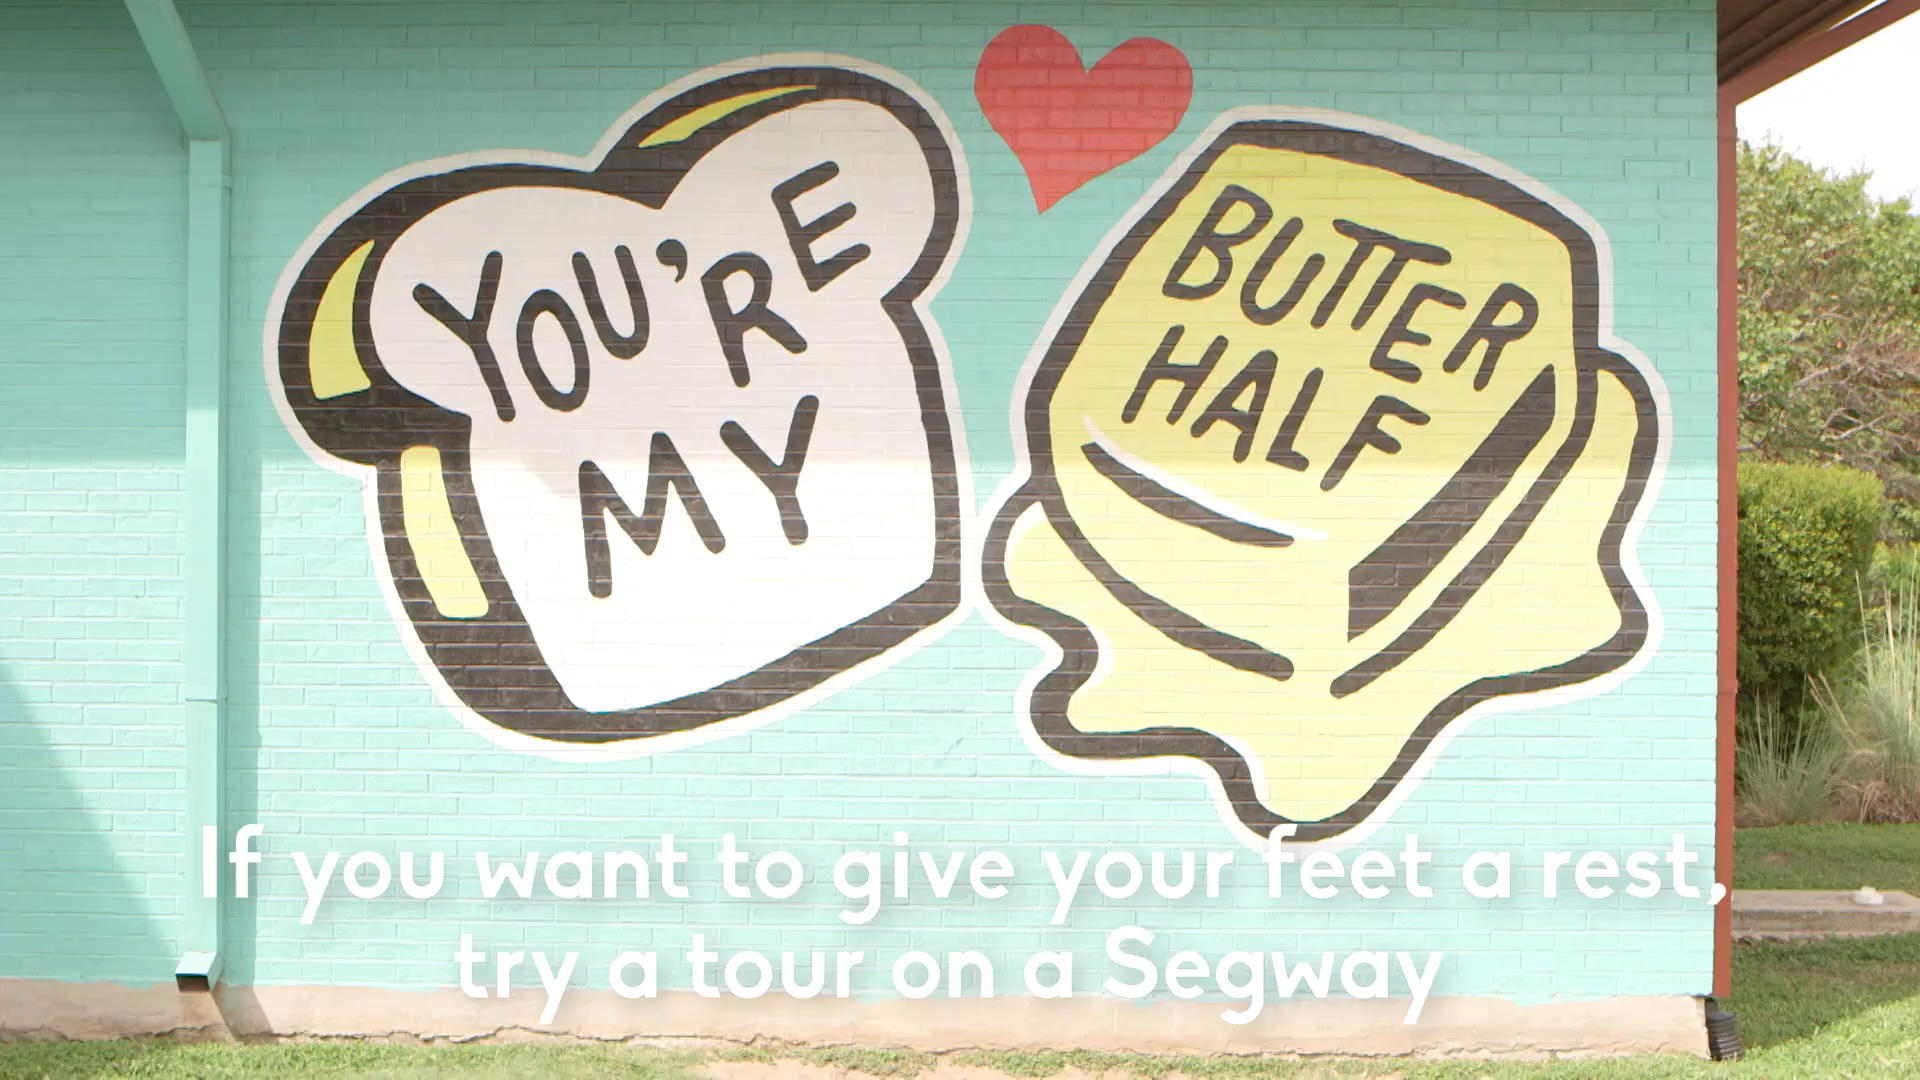 YOU'RE
MY
BUTTER
HALF
If you want to give your feet a rest,
try a tour on a Segway